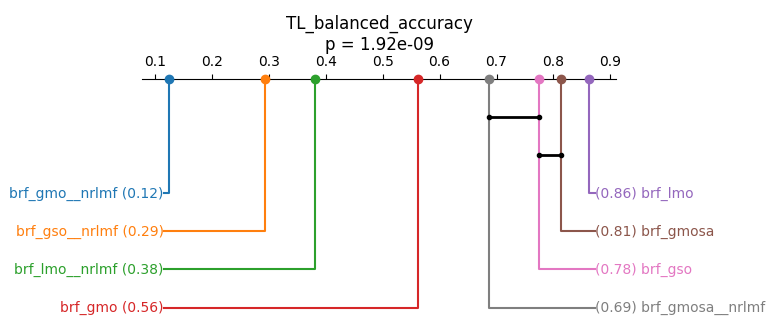 TL_balanced_accuracy
p = 1.92e-09
0.1 0.2 0.3 0.4 0.5 0.6 0.7 0.8 0.9
brf_gmo__nrlmf (0.12) (0.86) brf_lmo
brf_gso__nrlmf (0.29) (0.81) brf_gmosa
brf_lmo__nrlmf (0.38) (0.78) brf_gso
brf_gmo (0.56) (0.69) brf_gmosa__nrlmf